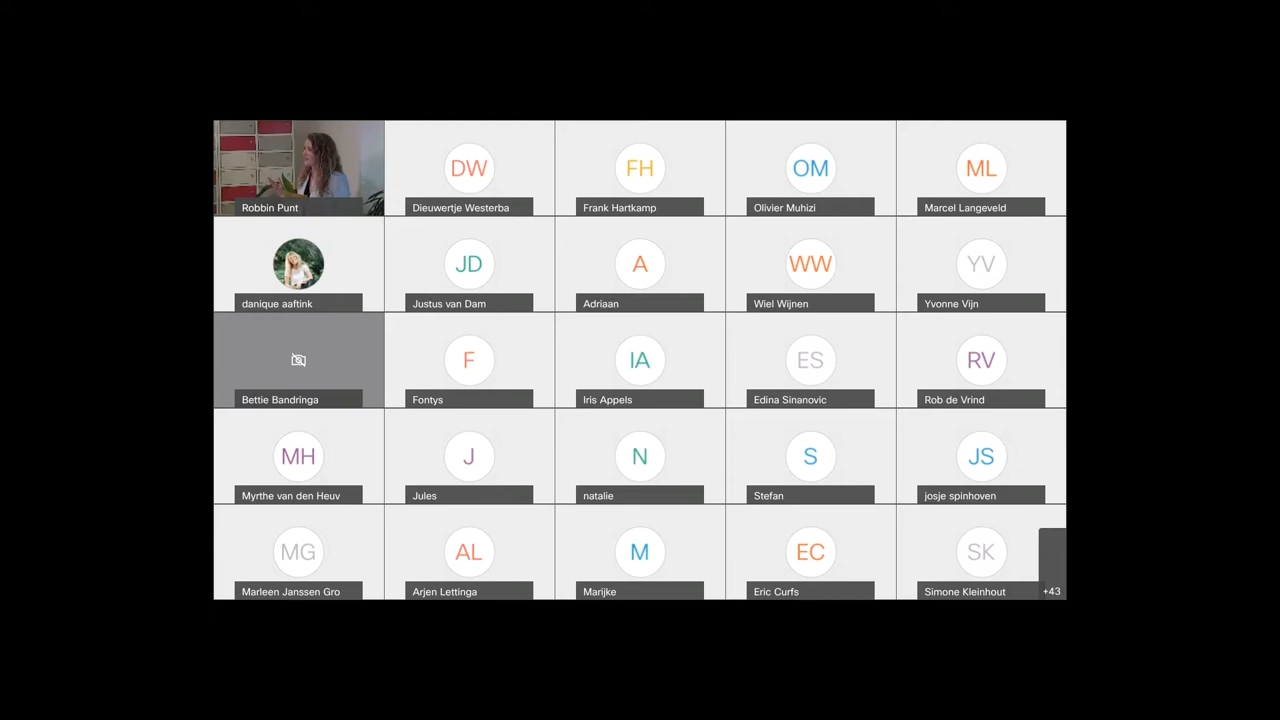 Robbin Punt
DW
Dieuwertje Westerba
FH
Frank Hartkamp
OM
Olivier Muhizi
ML
Marcel Langeveld
danique aaftink
JD
Justus van Dam
A
Adriaan
WW
Wiel Wijnen
YV
Yvonne Vijn
Bettie Bandringa
F
Fontys
IA
Iris Appels
ES
Edina Sinanovic
RV
Rob de Vrind
MH
Myrthe van den Heuv
J
Jules
N
natalie
S
Stefan
JS
josje spinhoven
MG
Marleen Janssen Gro
AL
Arjen Lettinga
M
Marijke
EC
Eric Curfs
SK
Simone Kleinhout
+43